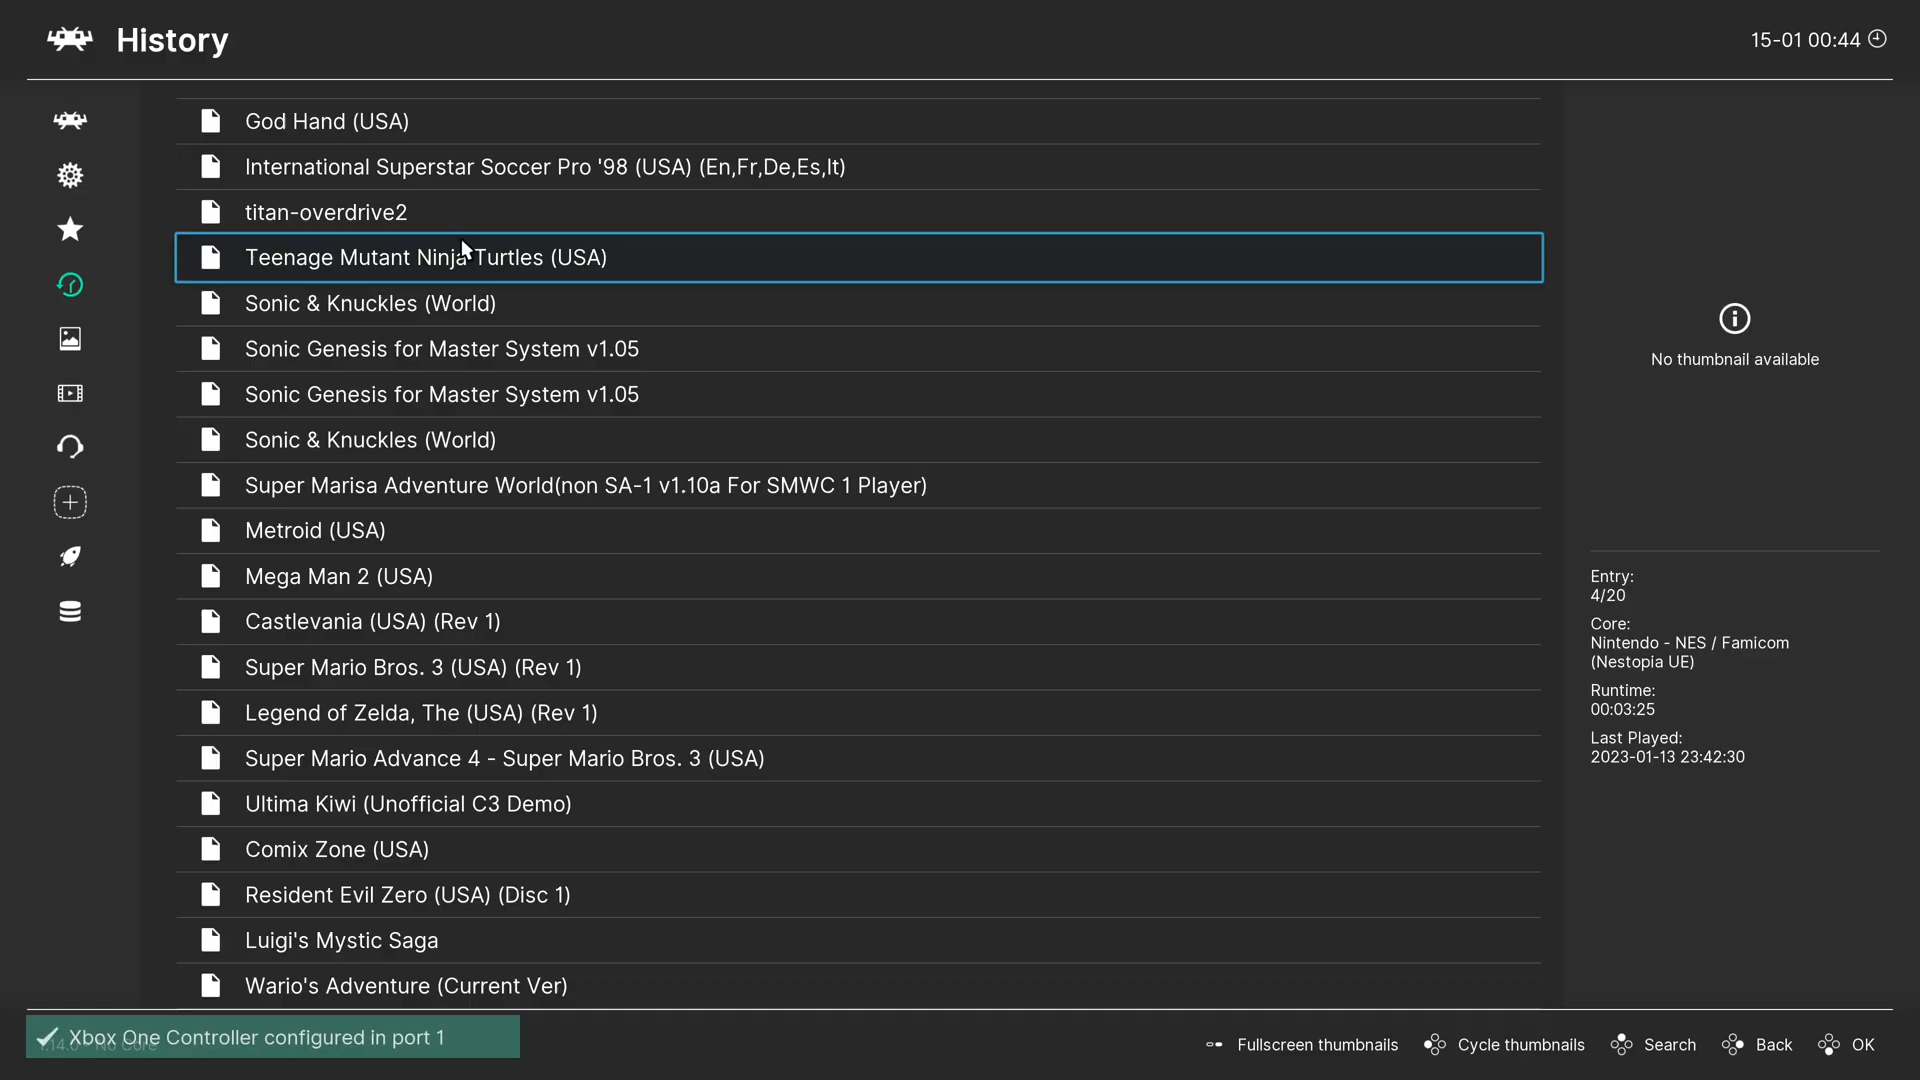 History
15-01 00:44
God Hand (USA)
International Superstar Soccer Pro '98 (USA) (En,Fr,De,Es,It)
titan-overdrive2
Teenage Mutant Ninja Turtles (USA)
Sonic & Knuckles (World)
Sonic Genesis for Master System v1.05
Sonic Genesis for Master System v1.05
Sonic & Knuckles (World)
Super Marisa Adventure World(non SA-1 v1.10a For SMWC 1 Player)
Metroid (USA)
Mega Man 2 (USA)
Castlevania (USA) (Rev 1)
Super Mario Bros. 3 (USA) (Rev 1)
Legend of Zelda, The (USA) (Rev 1)
Super Mario Advance 4 - Super Mario Bros. 3 (USA)
Ultima Kiwi (Unofficial C3 Demo)
Comix Zone (USA)
Resident Evil Zero (USA) (Disc 1)
Luigi's Mystic Saga
Wario's Adventure (Current Ver)
No thumbnail available
Entry:
4/20
Core:
Nintendo - NES / Famicom
(Nestopia UE)
Runtime:
00:03:25
Last Played:
2023-01-13 23:42:30
Xbox One Controller configured in port 1
Fullscreen thumbnails
Cycle thumbnails
Search
Back
OK